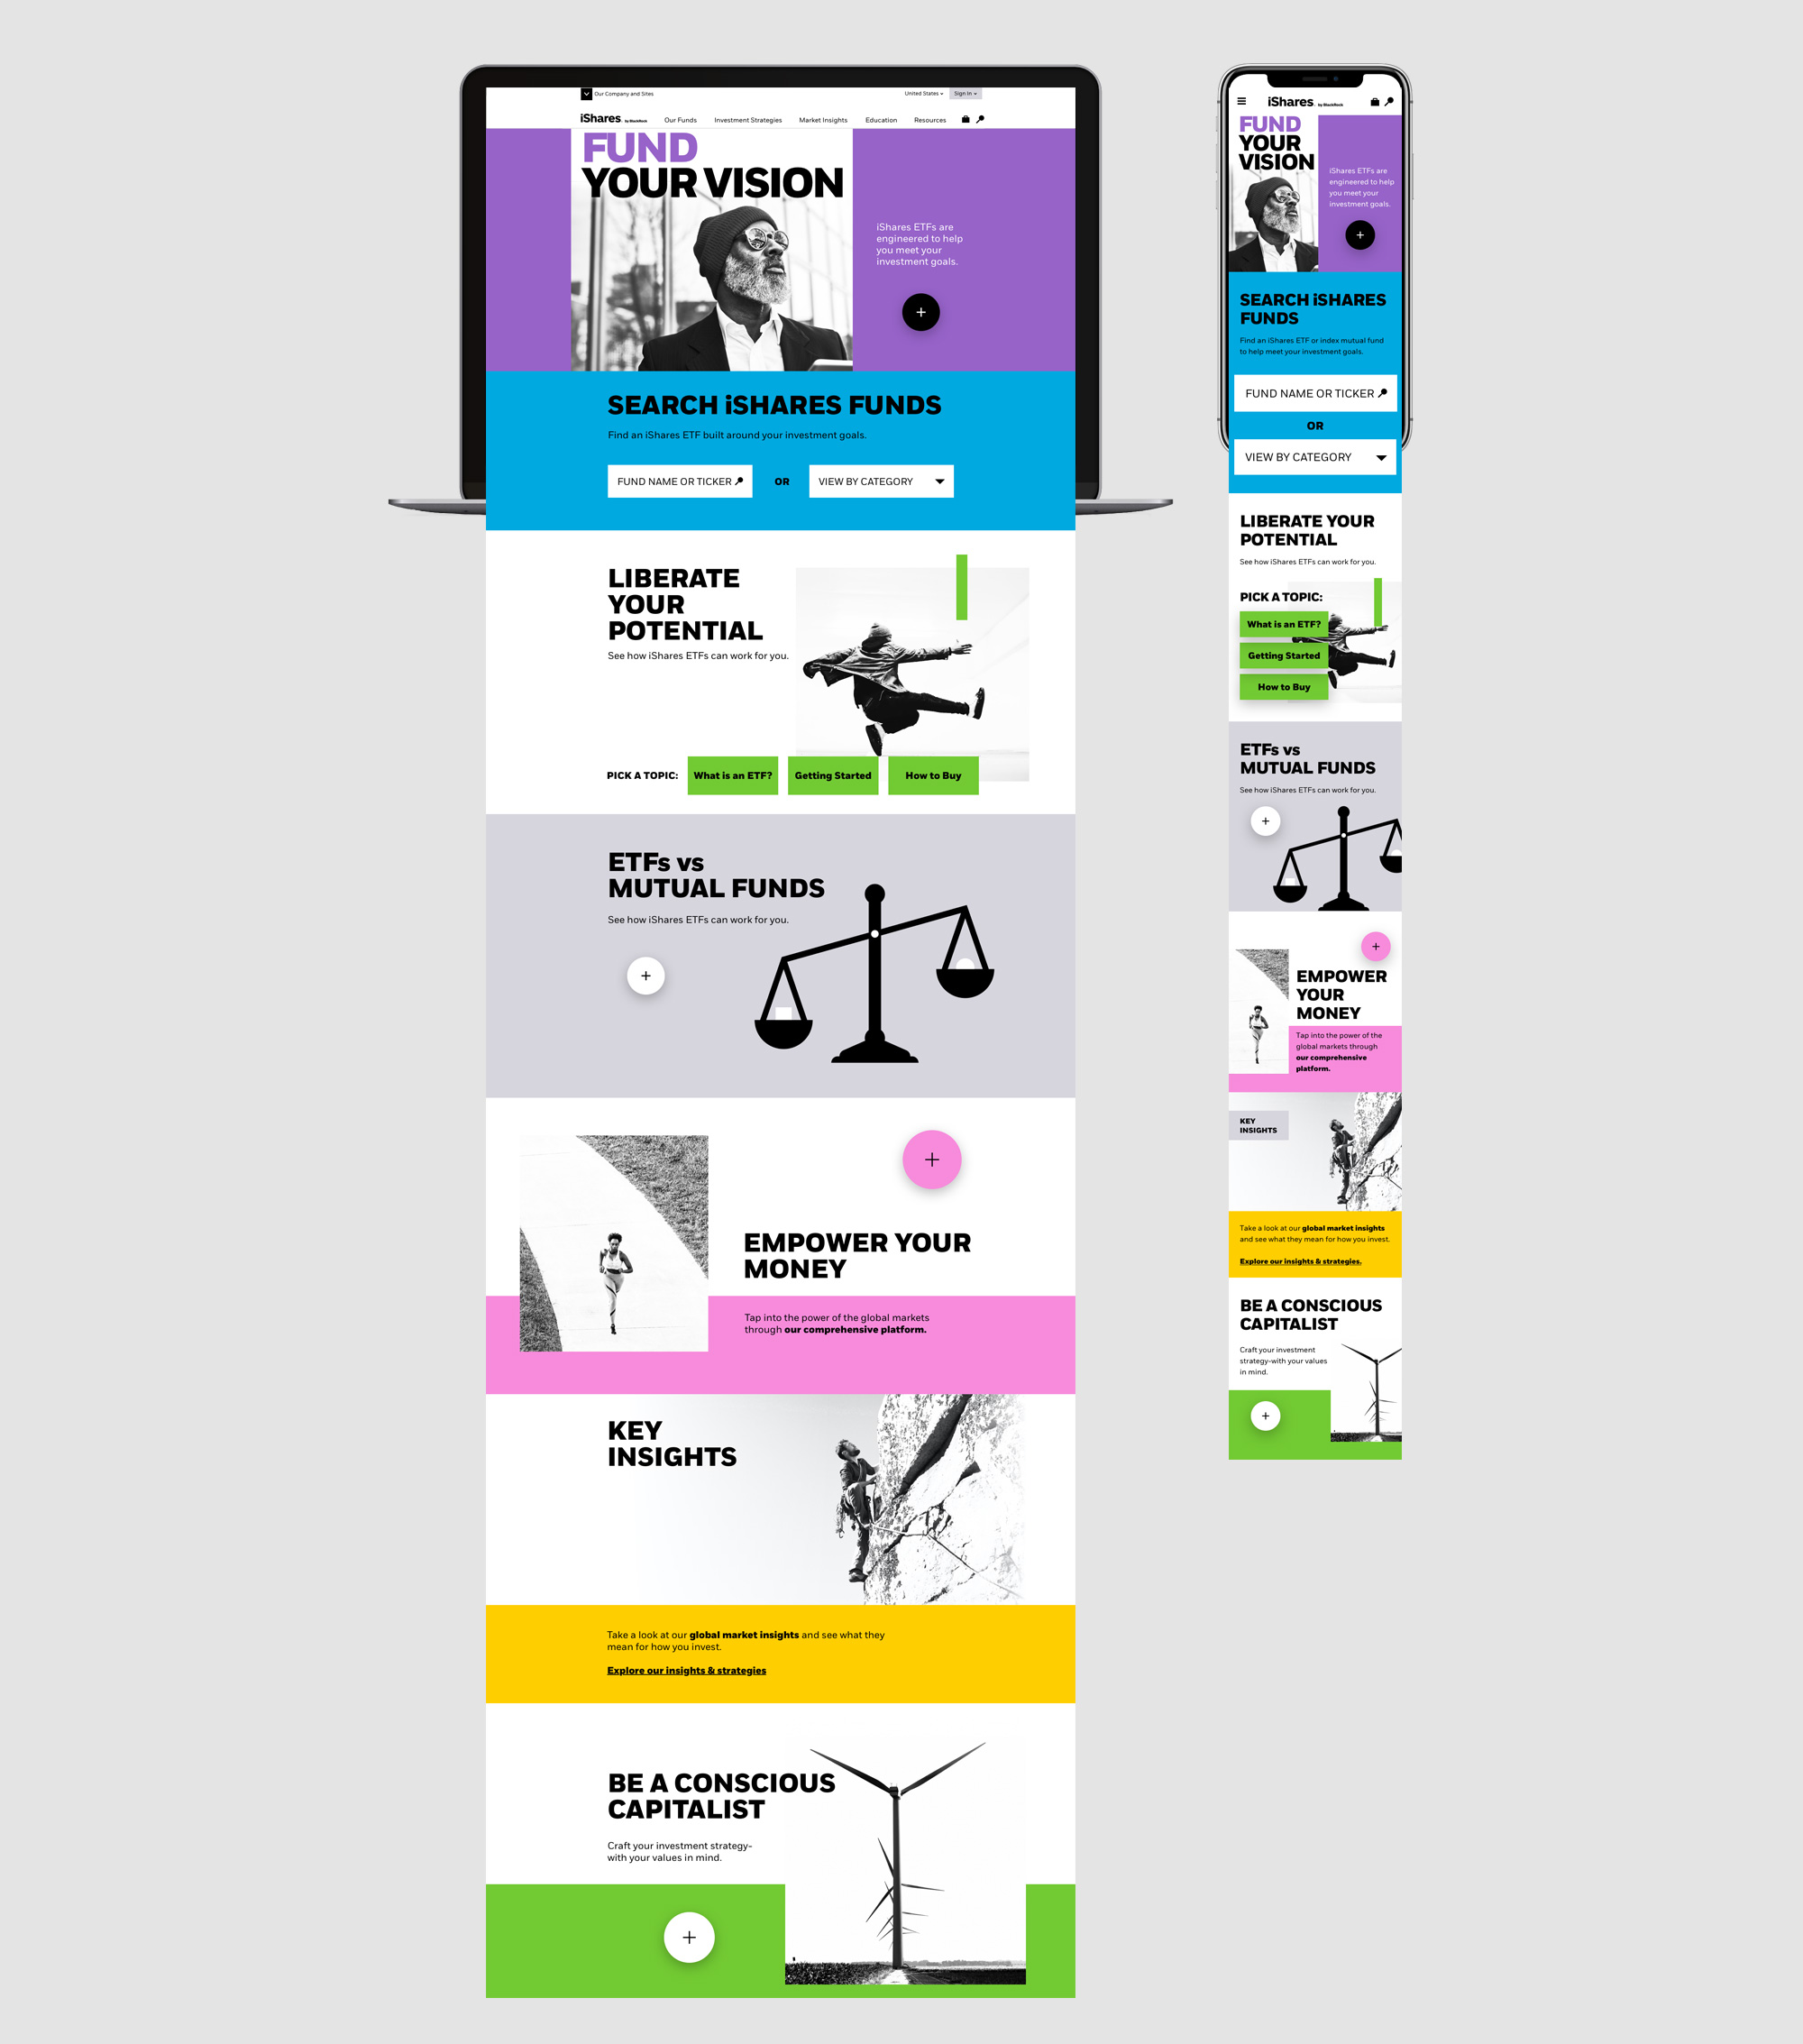 Our Company and Sites
United States
Sign In
iShares. by BlackRock
Our Funds
Investment Strategies
Market Insights
Education
Resources
FUND
YOUR VISION
iShares ETFs are
engineered to help
you meet your
investment goals.
SEARCH iSHARES FUNDS
Find an iShares ETF built around your investment goals.
FUND NAME OR TICKER
OR
VIEW BY CATEGORY
LIBERATE
YOUR
POTENTIAL
See how iShares ETFs can work for you.
PICK A TOPIC:
What is an ETF?
Getting Started
How to Buy
ETFs vs
MUTUAL FUNDS
See how iShares ETFs can work for you.
+
EMPOWER YOUR
MONEY
Tap into the power of the global markets
through our comprehensive platform.
KEY
INSIGHTS
Take a look at our global market insights and see what they
mean for how you invest.
Explore our insights & strategies
BE A CONSCIOUS
CAPITALIST
Craft your investment strategy-
with your values in mind.
iShares. by BlackRock
FUND
YOUR
VISION
iShares ETFs are
engineered to help
you meet your
investment goals.
SEARCH iSHARES
FUNDS
Find an iShares ETF or index mutual fund
to help meet your investment goals.
FUND NAME OR TICKER
OR
VIEW BY CATEGORY
LIBERATE YOUR
POTENTIAL
See how iShares ETFs can work for you.
PICK A TOPIC:
What is an ETF?
Getting Started
How to Buy
ETFs vs
MUTUAL FUNDS
See how iShares ETFs can work for you.
EMPOWER
YOUR
MONEY
Tap into the power of the
global markets through
our comprehensive
platform.
KEY
INSIGHTS
Take a look at our global market insights
and see what they mean for how you invest.
Explore our insights & strategies.
BE A CONSCIOUS
CAPITALIST
Craft your investment
strategy-with your values
in mind.